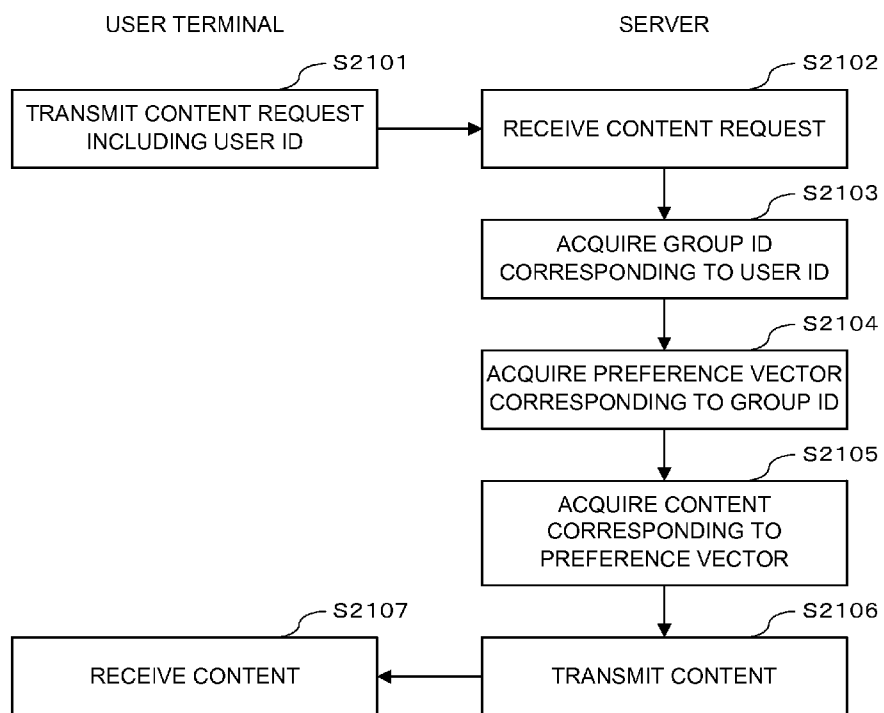 USER TERMINAL
SERVER
S2101
TRANSMIT CONTENT REQUEST
INCLUDING USER ID
S2102
RECEIVE CONTENT REQUEST
S2103
ACQUIRE GROUP ID
CORRESPONDING TO USER ID
S2104
ACQUIRE PREFERENCE VECTOR
CORRESPONDING TO GROUP ID
S2105
ACQUIRE CONTENT
CORRESPONDING TO
PREFERENCE VECTOR
S2106
TRANSMIT CONTENT
S2107
RECEIVE CONTENT